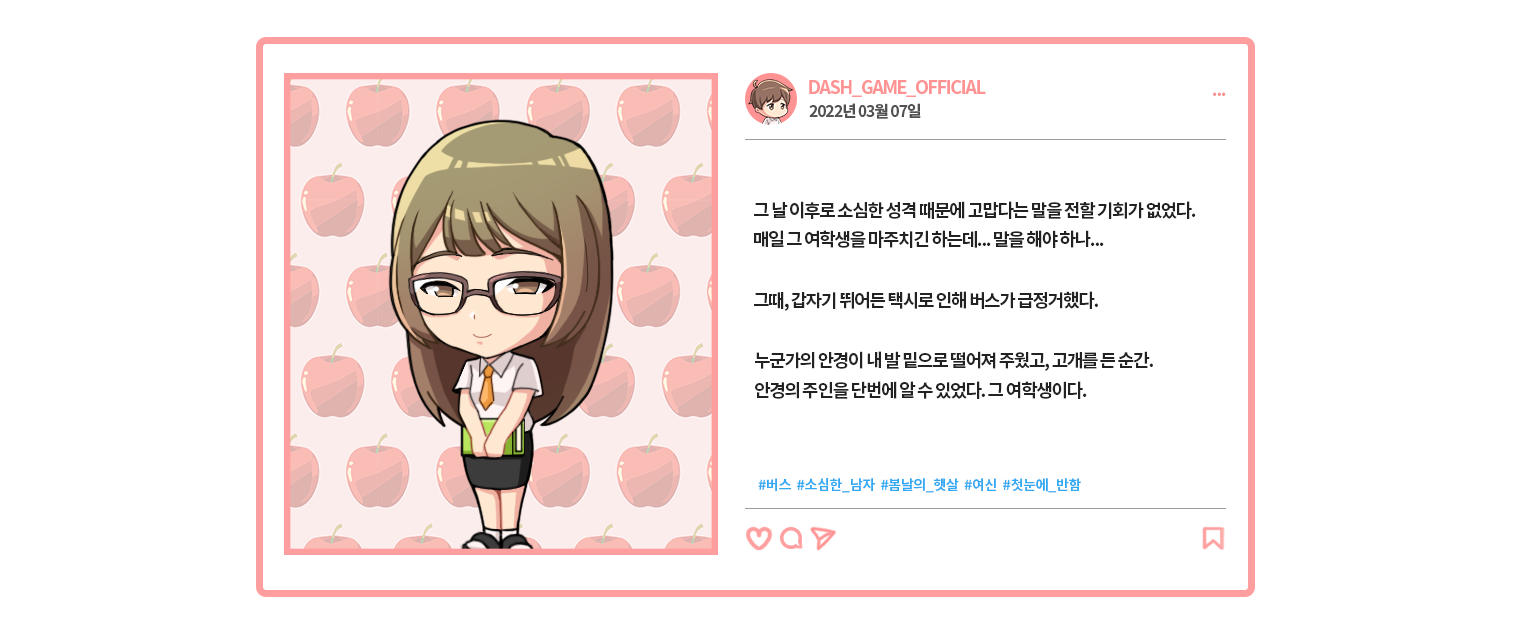 DASH_GAME_OFFICIAL
2022년 03월 07일
그 날 이후로 소심한 성격 때문에 고맙다는 말을 전할 기회가 없었다.
매일 그 여학생을 마주치긴 하는데... 말을 해야 하나...
그때, 갑자기 뛰어든 택시로 인해 버스가 급정거했다.
누군가의 안경이 내 발 밑으로 떨어져 주웠고, 고개를 든 순간.
안경의 주인을 단번에 알 수 있었다. 그 여학생이다.
#버스 #소심한_남자 #봄날의_햇살 #여신 #첫눈에_반함